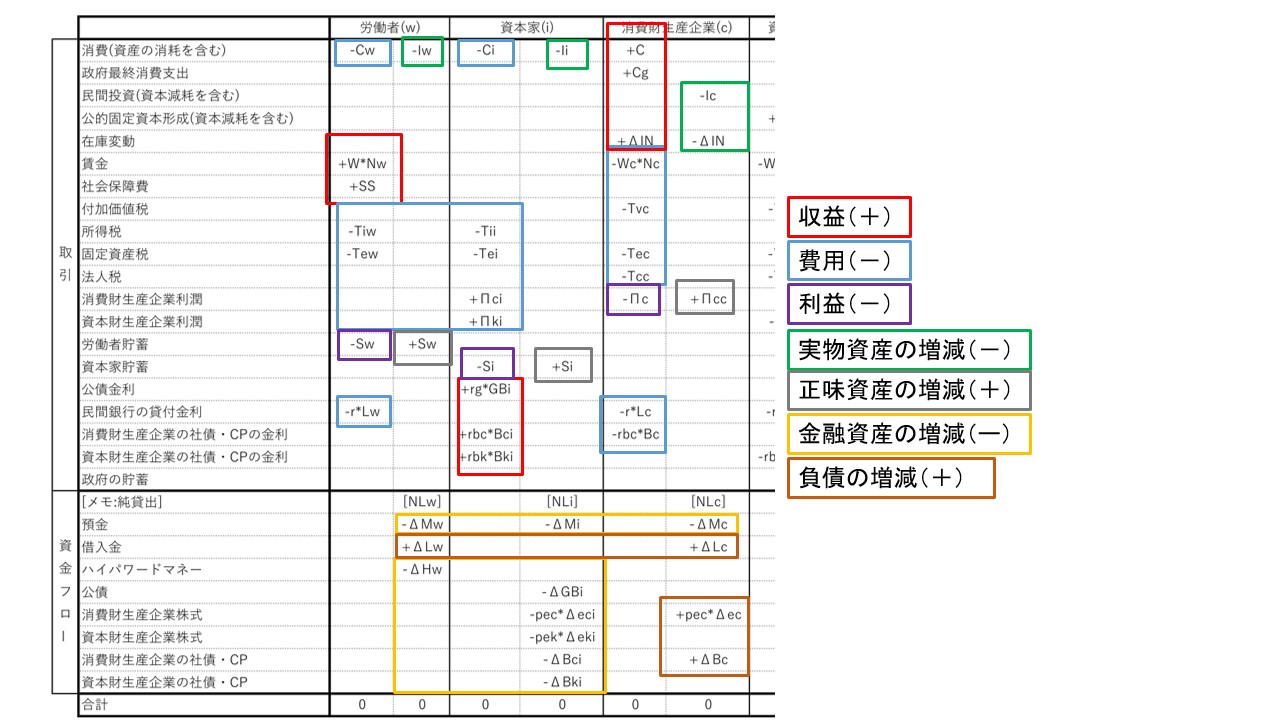 労働者(w) 資本家(i) 消費財生産企業(c)
消費(資産の消耗を含む) -Cw -Iw -Ci -Ii +C
政府最終消費支出 +Cg
民間投資(資本減耗を含む) -Ic
公的固定資本形成(資本減耗を含む) +
在庫変動 +ΔIN -ΔIN
賃金 +W*Nw -Wc*Nc -W
社会保障費 +SS
付加価値税 -Tvc -
所得税 -Tiw -Tii
固定資産税 -Tew -Tei -Tec
法人税 -Tcc
消費財生産企業利潤 +Πci -Πc +Πcc
資本財生産企業利潤 +Πki -
労働者貯蓄 -Sw +Sw
資本家貯蓄 -Si +Si
公債金利 +rg*GBi
民間銀行の貸付金利 -r*Lw -r*Lc -r
消費財生産企業の社債・CPの金利 +rbc*Bci -rbc*Bc
資本財生産企業の社債・CPの金利 +rbk*Bki -rb
政府の貯蓄
取引
[メモ:純貸出] [NLw] [NLi] [NLc]
預金 -ΔMw -ΔMi -ΔMc
借入金 +ΔLw +ΔLc
ハイパワードマネー -ΔHw
公債 -ΔGBi
消費財生産企業株式 -pec*Δeci +pec*Δec
資本財生産企業株式 -pek*Δeki
消費財生産企業の社債・CP -ΔBci +ΔBc
資本財生産企業の社債・CP -ΔBki
資金フロー
合計 0 0 0 0 0 0
収益(＋)
費用(－)
利益(－)
実物資産の増減(－)
正味資産の増減(＋)
金融資産の増減(―)
負債の増減(＋)